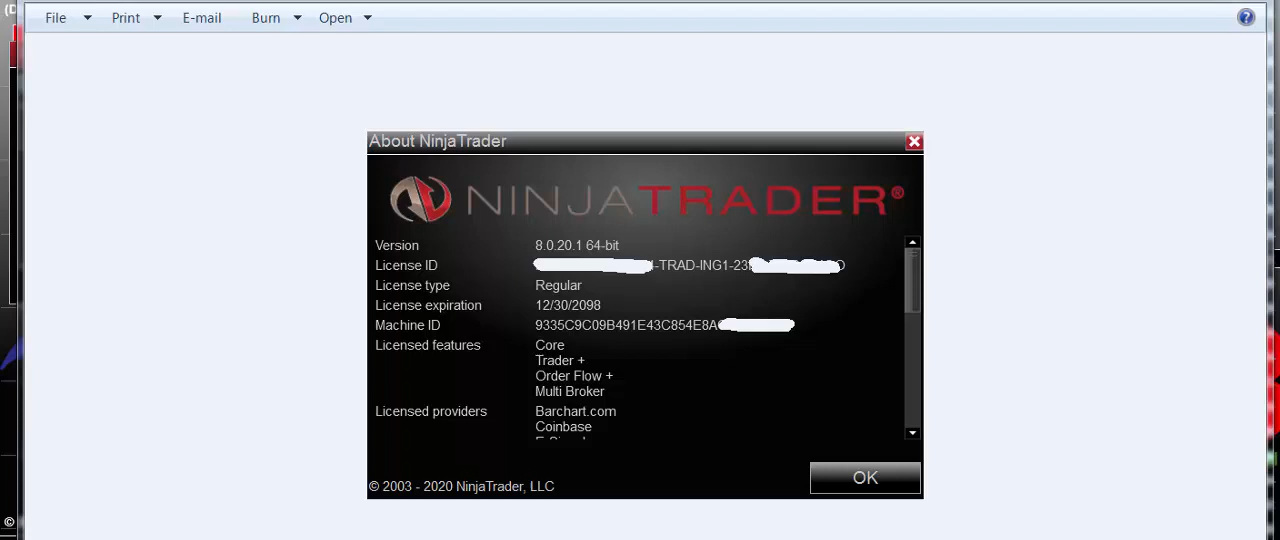 File Print E-mail Burn Open
About NinjaTrader
NINJATRADER®
Version 8.0.20.1 64-bit
License ID -TRAD-ING1-23
License type Regular
License expiration 12/30/2098
Machine ID 9335C9C09B491E43C854E8A
Licensed features Core
Trader +
Order Flow +
Multi Broker
Licensed providers Barchart.com
Coinbase
OK
© 2003 - 2020 NinjaTrader, LLC
©